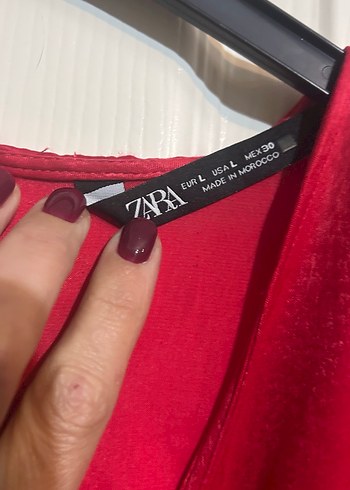 ZARA
EUR L USA L MEX 30
MADE IN MOROCCO